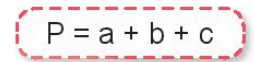 P = a + b + c